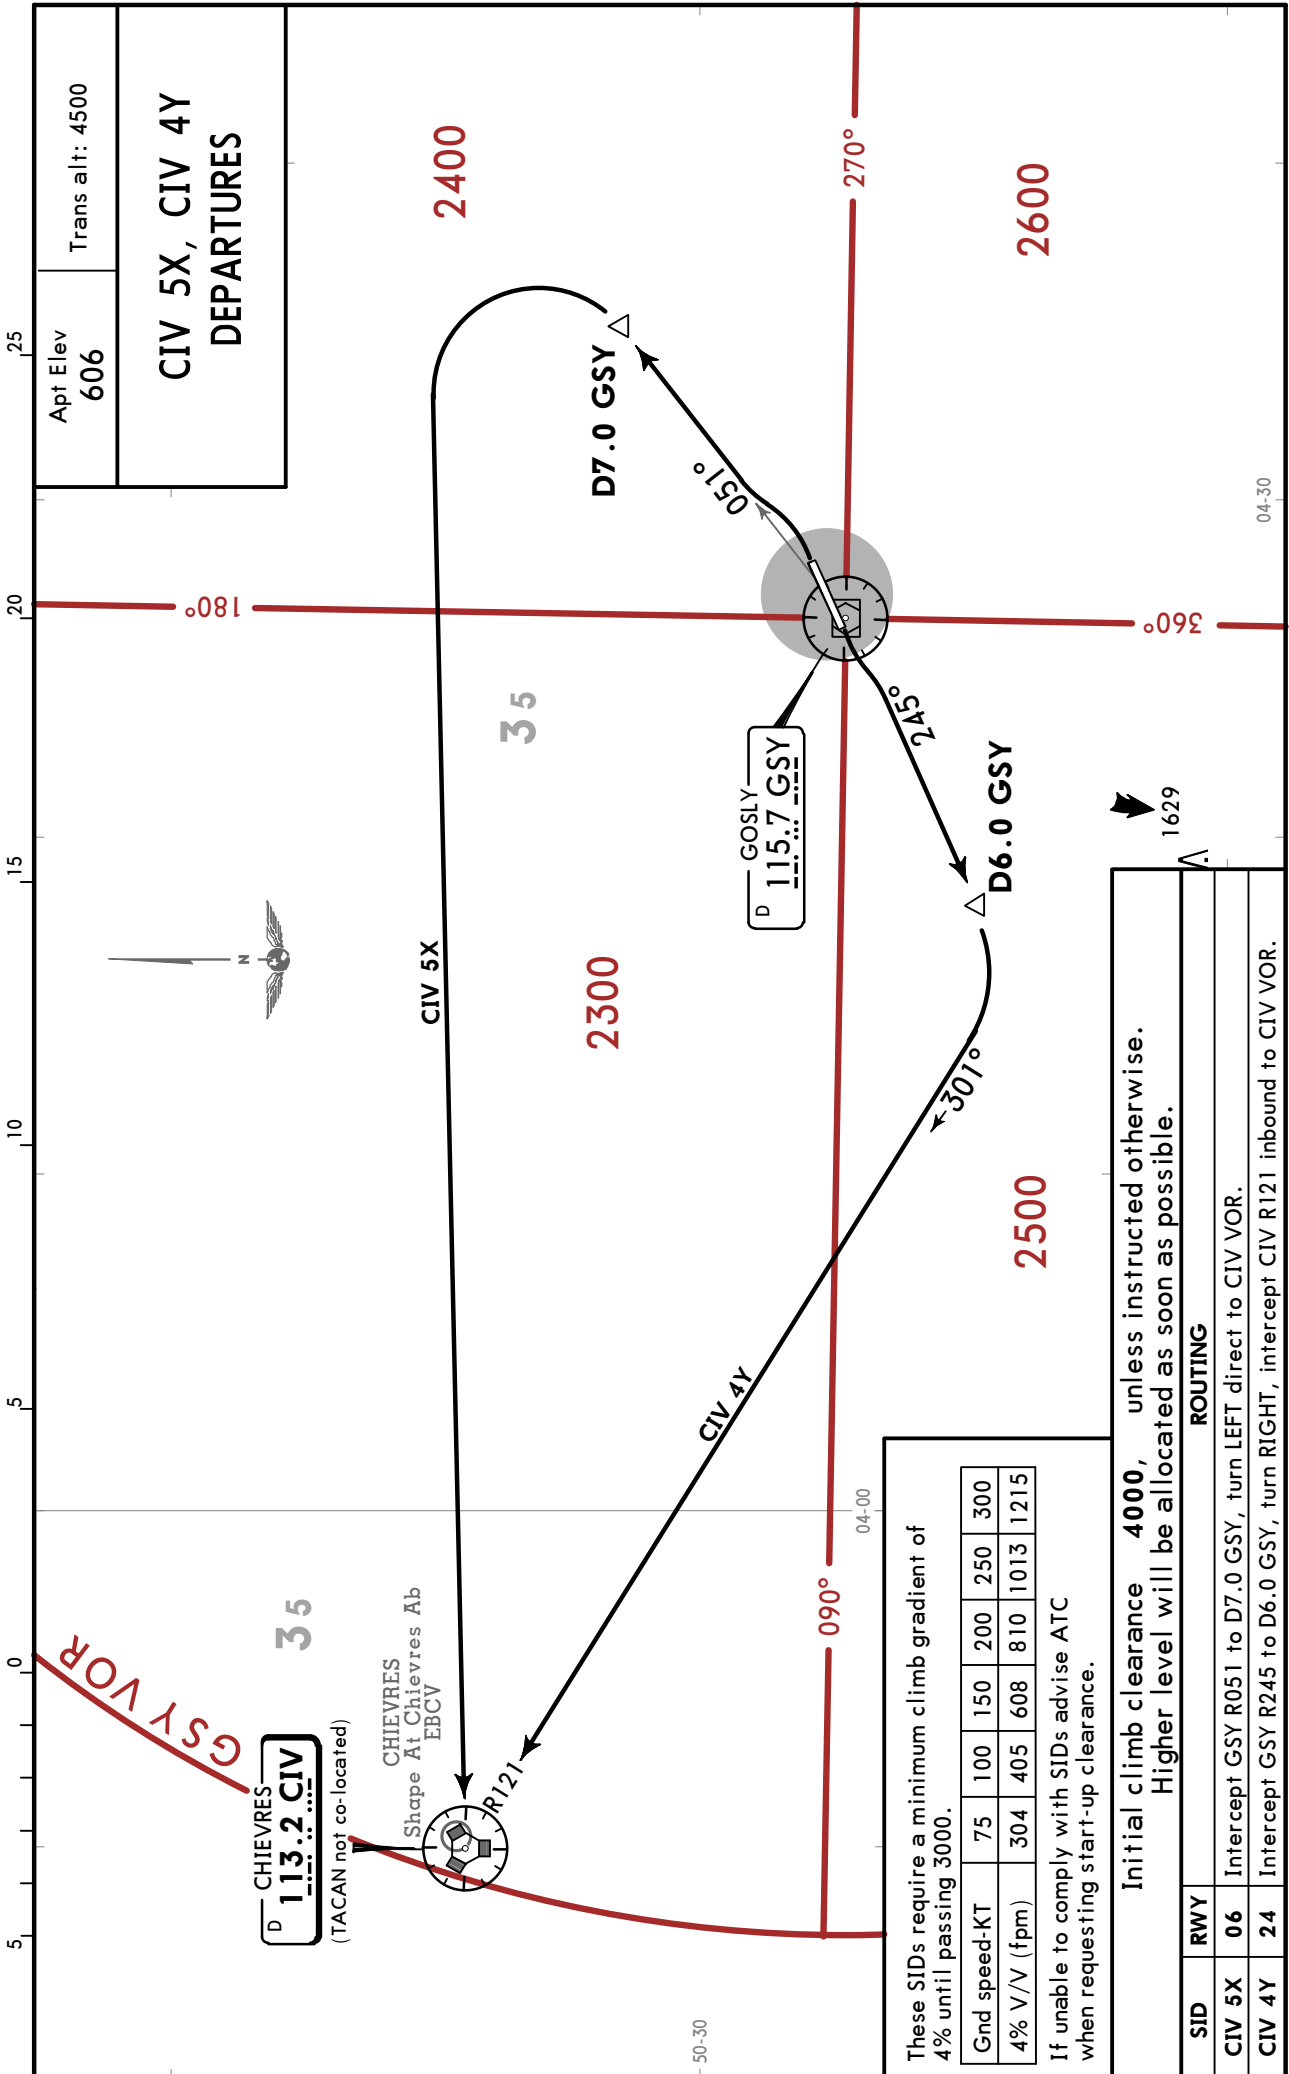 Apt Elev
606
Trans alt: 4500
CIV 5X, CIV 4Y
DEPARTURES
5
0
5
10
15
20
25
GSY VOR
35
D CHIEVRES
113.2 CIV
(TACAN not co-located)
CHIEVRES
Shape At Chievres Ab
EBCV
R121
N
CIV 5X
180°
2400
35
2300
D7.0 GSY
051°
D GOSLY
115.7 GSY
245°
D6.0 GSY
301°
CIV 4Y
090°
270°
360°
2500
2600
1629
50-30
04-00
04-30
These SIDs require a minimum climb gradient of
4% until passing 3000.
Gnd speed-KT 75 100 150 200 250 300
4% V/V (fpm) 304 405 608 810 1013 1215
If unable to comply with SIDs advise ATC
when requesting start-up clearance.
Initial climb clearance 4000, unless instructed otherwise.
Higher level will be allocated as soon as possible.
SID RWY ROUTING
CIV 5X 06 Intercept GSY R051 to D7.0 GSY, turn LEFT direct to CIV VOR.
CIV 4Y 24 Intercept GSY R245 to D6.0 GSY, turn RIGHT, intercept CIV R121 inbound to CIV VOR.